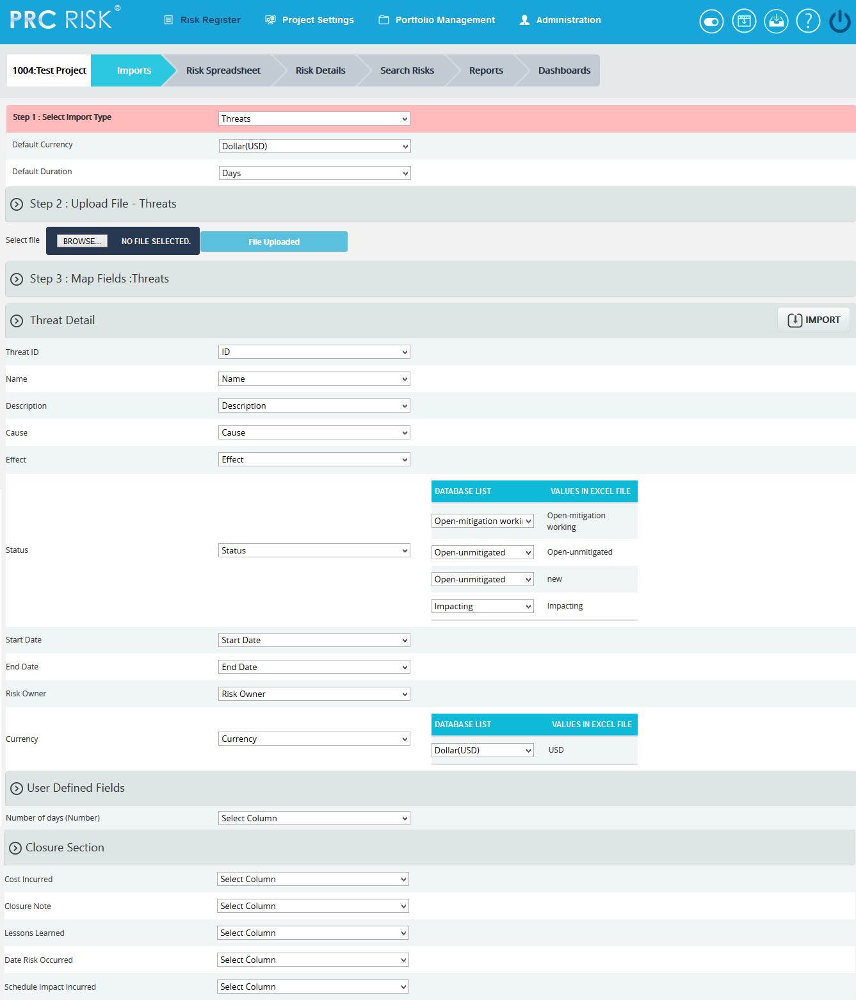 PRC RISK®
Risk Register
Project Settings
Portfolio Management
Administration
?
1004:Test Project
Imports
Risk Spreadsheet
Risk Details
Search Risks
Reports
Dashboards
Step 1 : Select Import Type
Threats
Default Currency
Dollar(USD)
Default Duration
Days
Step 2 : Upload File - Threats
Select file
BROWSE...
NO FILE SELECTED.
File Uploaded
Step 3 : Map Fields :Threats
Threat Detail
IMPORT
Threat ID
ID
Name
Name
Description
Description
Cause
Cause
Effect
Effect
Status
Status
DATABASE LIST
VALUES IN EXCEL FILE
Open-mitigation worki
Open-mitigation
working
Open-unmitigated
Open-unmitigated
Open-unmitigated
new
Impacting
Impacting
Start Date
Start Date
End Date
End Date
Risk Owner
Risk Owner
Currency
Currency
DATABASE LIST
VALUES IN EXCEL FILE
Dollar(USD)
USD
User Defined Fields
Number of days (Number)
Select Column
Closure Section
Cost Incurred
Select Column
Closure Note
Select Column
Lessons Learned
Select Column
Date Risk Occurred
Select Column
Schedule Impact Incurred
Select Column